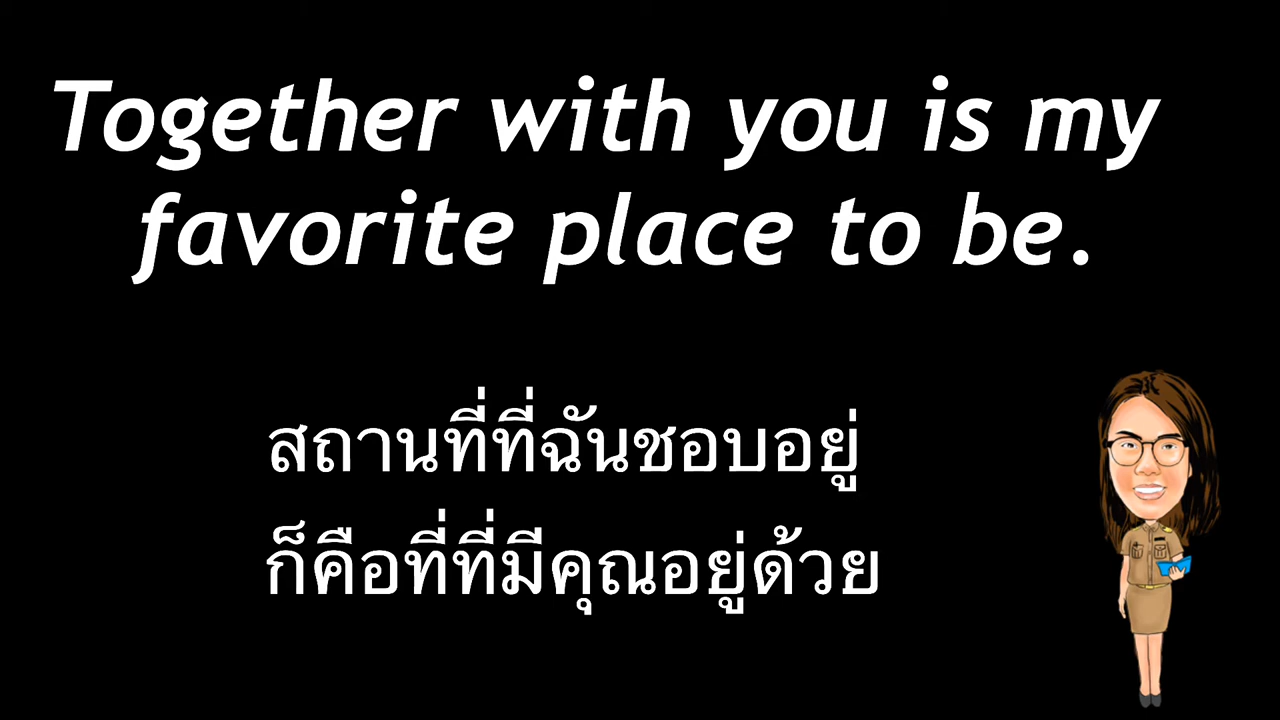 Together with you is my
favorite place to be.
สถานที่ที่ฉันชอบอยู่
ก็คือที่ที่มีคุณอยู่ด้วย